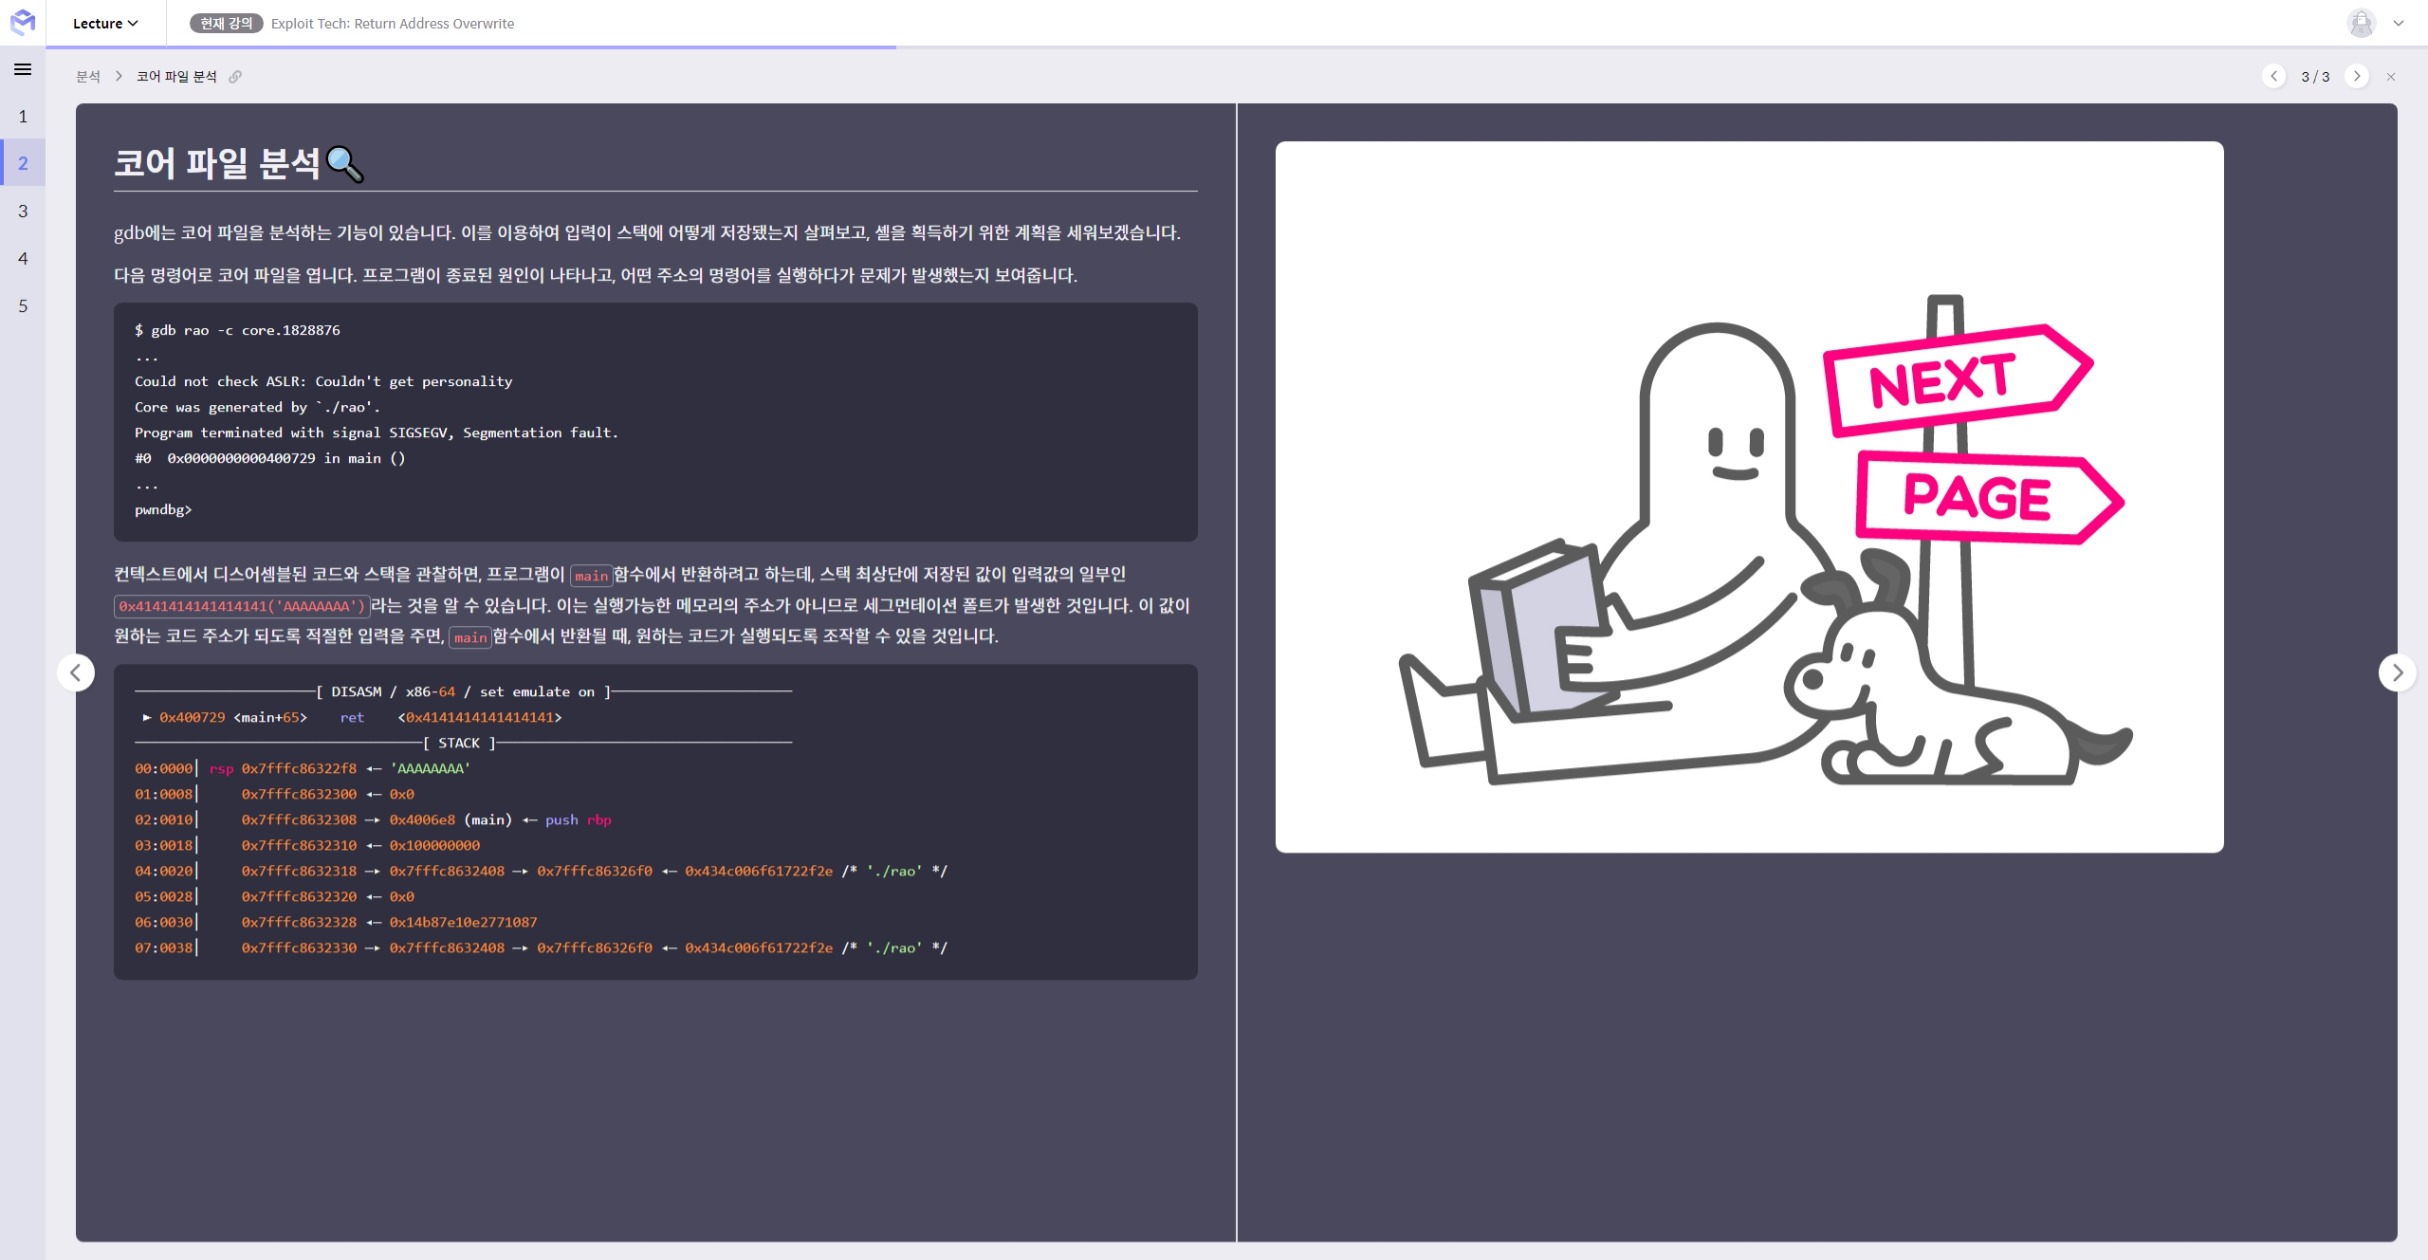 Lecture
현재 강의 Exploit Tech: Return Address Overwrite
분석 > 코어 파일 분석
3 / 3
1
2
3
4
5
코어 파일 분석
gdb에는 코어 파일을 분석하는 기능이 있습니다. 이를 이용하여 입력이 스택에 어떻게 저장됐는지 살펴보고, 셸을 획득하기 위한 계획을 세워보겠습니다.
다음 명령어로 코어 파일을 엽니다. 프로그램이 종료된 원인이 나타나고, 어떤 주소의 명령어를 실행하다가 문제가 발생했는지 보여줍니다.
$ gdb rao -c core.1828876
...
Could not check ASLR: Couldn't get personality
Core was generated by `./rao'.
Program terminated with signal SIGSEGV, Segmentation fault.
#0  0x0000000000400729 in main ()
...
pwndbg>
컨텍스트에서 디스어셈블된 코드와 스택을 관찰하면, 프로그램이 main 함수에서 반환하려고 하는데, 스택 최상단에 저장된 값이 입력값의 일부인
0x4141414141414141('AAAAAAAA') 라는 것을 알 수 있습니다. 이는 실행가능한 메모리의 주소가 아니므로 세그먼테이션 폴트가 발생한 것입니다. 이 값이
원하는 코드 주소가 되도록 적절한 입력을 주면, main 함수에서 반환될 때, 원하는 코드가 실행되도록 조작할 수 있을 것입니다.
──────────────────────[ DISASM / x86-64 / set emulate on ]──────────────────────
► 0x400729 <main+65>    ret    <0x4141414141414141>
───────────────────────────────────[ STACK ]────────────────────────────────────
00:0000│ rsp 0x7fffc86322f8 ◂— 'AAAAAAAA'
01:0008│     0x7fffc8632300 ◂— 0x0
02:0010│     0x7fffc8632308 —▸ 0x4006e8 (main) ◂— push rbp
03:0018│     0x7fffc8632310 ◂— 0x100000000
04:0020│     0x7fffc8632318 —▸ 0x7fffc8632408 —▸ 0x7fffc86326f0 ◂— 0x434c006f61722f2e /* './rao' */
05:0028│     0x7fffc8632320 ◂— 0x0
06:0030│     0x7fffc8632328 ◂— 0x14b87e10e2771087
07:0038│     0x7fffc8632330 —▸ 0x7fffc8632408 —▸ 0x7fffc86326f0 ◂— 0x434c006f61722f2e /* './rao' */
NEXT
PAGE